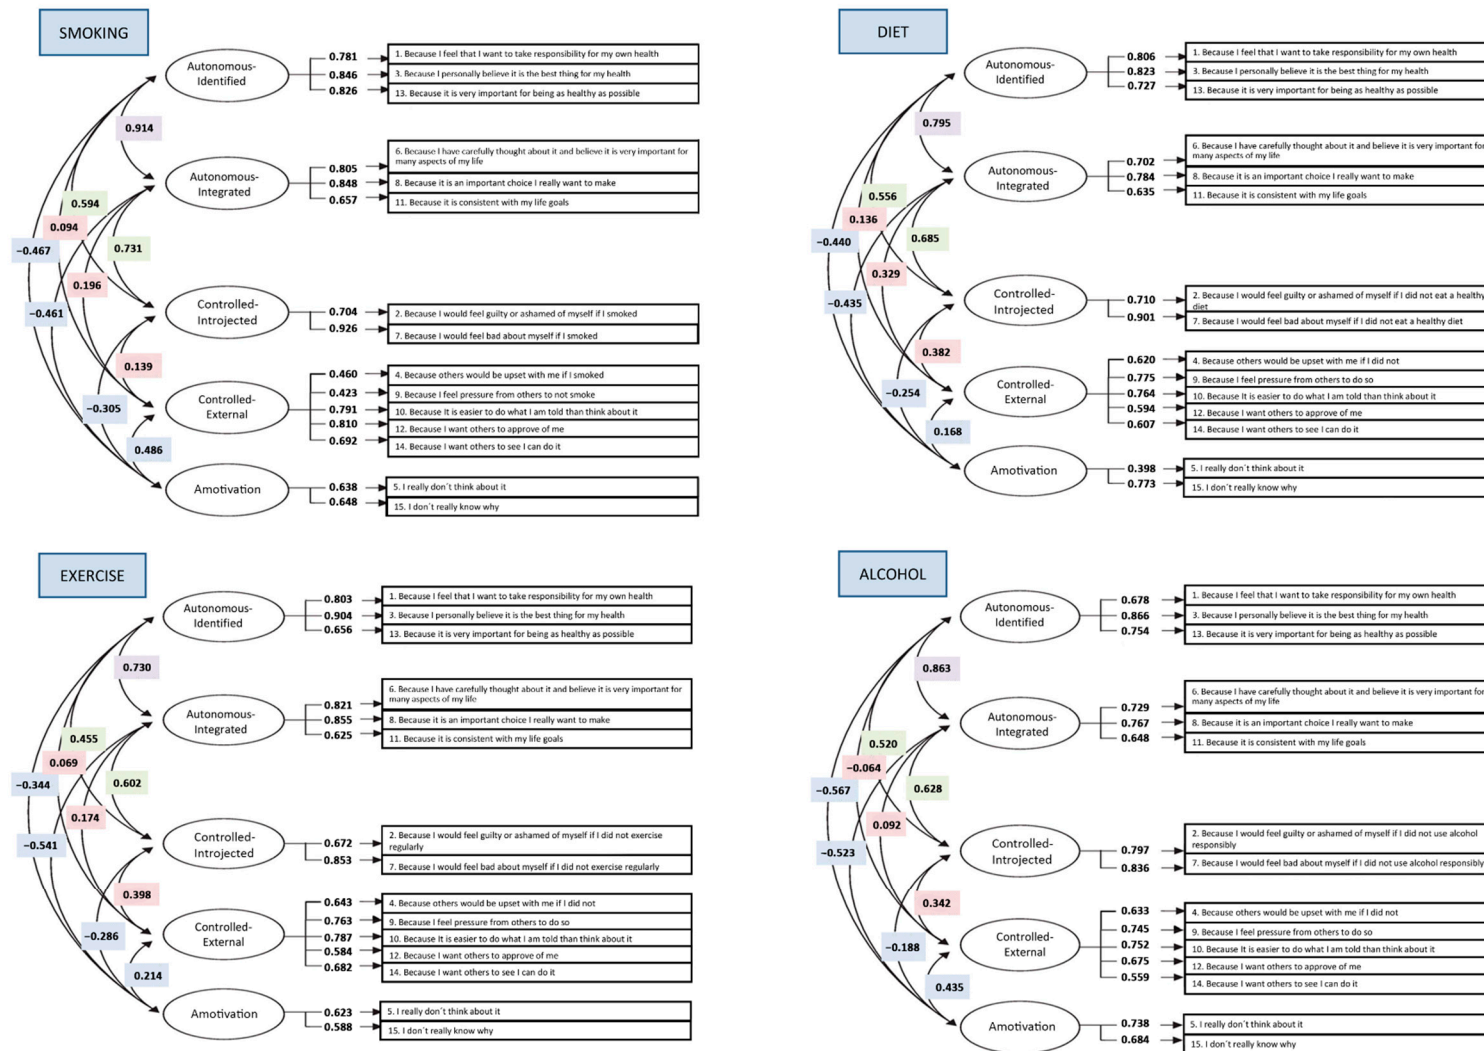 SMOKING
Autonomous-
Identified
0.781
0.846
0.826
1. Because I feel that I want to take responsibility for my own health
3. Because I personally believe it is the best thing for my health
13. Because it is very important for being as healthy as possible
0.914
Autonomous-
Integrated
0.805
0.848
0.657
6. Because I have carefully thought about it and believe it is very important for
many aspects of my life
8. Because it is an important choice I really want to make
11. Because it is consistent with my life goals
0.594
0.094
−0.467
0.731
0.196
−0.461
Controlled-
Introjected
0.704
0.926
2. Because I would feel guilty or ashamed of myself if I smoked
7. Because I would feel bad about myself if I smoked
0.139
−0.305
0.486
Controlled-
External
0.460
0.423
0.791
0.810
0.692
4. Because others would be upset with me if I smoked
9. Because I feel pressure from others to not smoke
10. Because It is easier to do what I am told than think about it
12. Because I want others to approve of me
14. Because I want others to see I can do it
Amotivation
0.638
0.648
5. I really don´t think about it
15. I don´t really know why
DIET
Autonomous-
Identified
0.806
0.823
0.727
1. Because I feel that I want to take responsibility for my own health
3. Because I personally believe it is the best thing for my health
13. Because it is very important for being as healthy as possible
0.795
Autonomous-
Integrated
0.702
0.784
0.635
6. Because I have carefully thought about it and believe it is very important for
many aspects of my life
8. Because it is an important choice I really want to make
11. Because it is consistent with my life goals
0.556
0.136
−0.440
0.685
0.329
−0.435
Controlled-
Introjected
0.710
0.901
2. Because I would feel guilty or ashamed of myself if I did not eat a healthy
diet
7. Because I would feel bad about myself if I did not eat a healthy diet
0.382
−0.254
0.168
Controlled-
External
0.620
0.775
0.764
0.594
0.607
4. Because others would be upset with me if I did not
9. Because I feel pressure from others to do so
10. Because It is easier to do what I am told than think about it
12. Because I want others to approve of me
14. Because I want others to see I can do it
Amotivation
0.398
0.773
5. I really don´t think about it
15. I don´t really know why
EXERCISE
Autonomous-
Identified
0.803
0.904
0.656
1. Because I feel that I want to take responsibility for my own health
3. Because I personally believe it is the best thing for my health
13. Because it is very important for being as healthy as possible
0.730
Autonomous-
Integrated
0.821
0.855
0.625
6. Because I have carefully thought about it and believe it is very important for
many aspects of my life
8. Because it is an important choice I really want to make
11. Because it is consistent with my life goals
0.455
0.069
−0.344
0.602
0.174
−0.541
Controlled-
Introjected
0.672
0.853
2. Because I would feel guilty or ashamed of myself if I did not exercise
regularly
7. Because I would feel bad about myself if I did not exercise regularly
0.398
−0.286
0.214
Controlled-
External
0.643
0.763
0.787
0.584
0.682
4. Because others would be upset with me if I did not
9. Because I feel pressure from others to do so
10. Because It is easier to do what I am told than think about it
12. Because I want others to approve of me
14. Because I want others to see I can do it
Amotivation
0.623
0.588
5. I really don´t think about it
15. I don´t really know why
ALCOHOL
Autonomous-
Identified
0.678
0.866
0.754
1. Because I feel that I want to take responsibility for my own health
3. Because I personally believe it is the best thing for my health
13. Because it is very important for being as healthy as possible
0.863
Autonomous-
Integrated
0.729
0.767
0.648
6. Because I have carefully thought about it and believe it is very important for
many aspects of my life
8. Because it is an important choice I really want to make
11. Because it is consistent with my life goals
0.520
−0.064
−0.567
0.628
0.092
−0.523
Controlled-
Introjected
0.797
0.836
2. Because I would feel guilty or ashamed of myself if I did not use alcohol
responsibly
7. Because I would feel bad about myself if I did not use alcohol responsibly
0.342
−0.188
0.435
Controlled-
External
0.633
0.745
0.752
0.675
0.559
4. Because others would be upset with me if I did not
9. Because I feel pressure from others to do so
10. Because It is easier to do what I am told than think about it
12. Because I want others to approve of me
14. Because I want others to see I can do it
Amotivation
0.738
0.684
5. I really don´t think about it
15. I don´t really know why